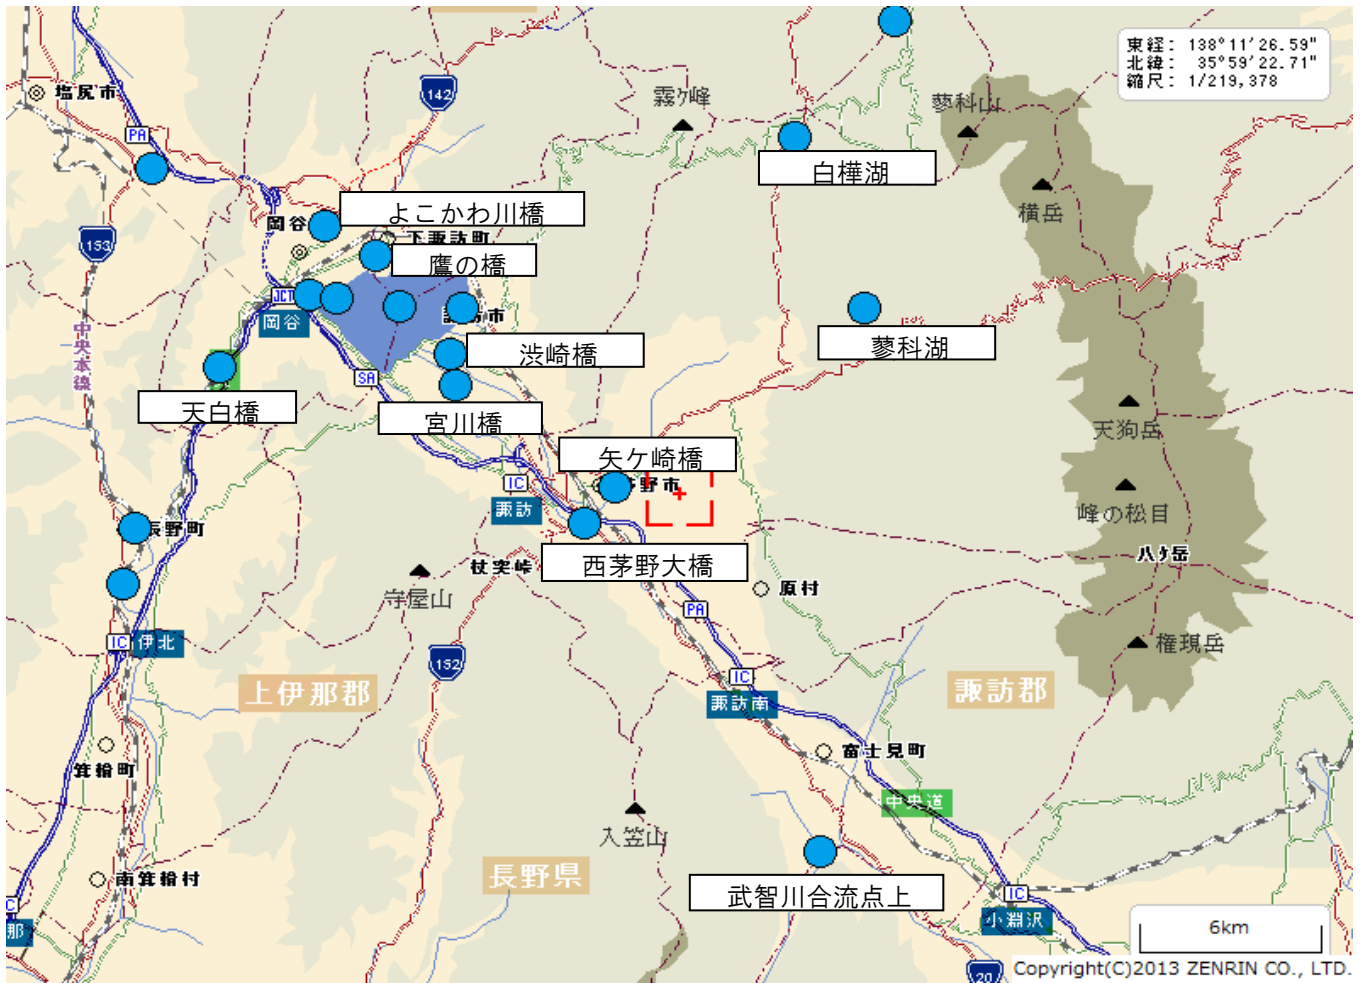 東経: 138°11'26.59"
北緯: 35°59'22.71"
縮尺: 1/219,378
塩尻市
142
霧ケ峰
蓼科山
PA
白樺湖
横岳
よこかわ川橋
岡谷
下諏訪町
153
鷹の橋
JCT
岡谷
諏訪市
蓼科湖
中央本線
渋崎橋
SA
天白橋
宮川橋
天狗岳
矢ケ崎橋
IC
茅野市
諏訪
峰の松目
辰野町
西茅野大橋
八ケ岳
杖突峠
守屋山
原村
PA
IC
伊北
権現岳
152
IC
上伊那郡
諏訪郡
諏訪南
富士見町
箕輪町
中央道
入笠山
長野県
南箕輪村
武智川合流点上
IC
小淵沢
6km
20
Copyright(C)2013 ZENRIN CO., LTD.